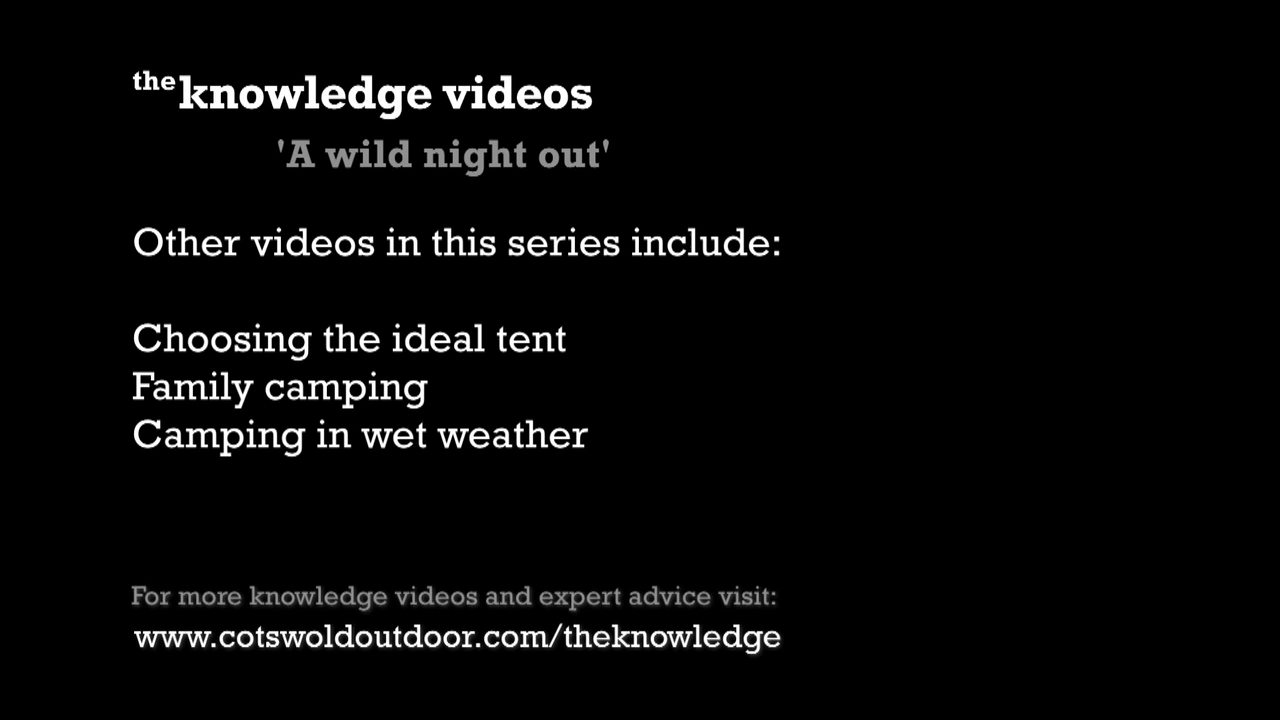 the knowledge videos
'A wild night out'
Other videos in this series include:
Choosing the ideal tent
Family camping
Camping in wet weather
For more knowledge videos and expert advice visit:
www.cotswoldoutdoor.com/theknowledge